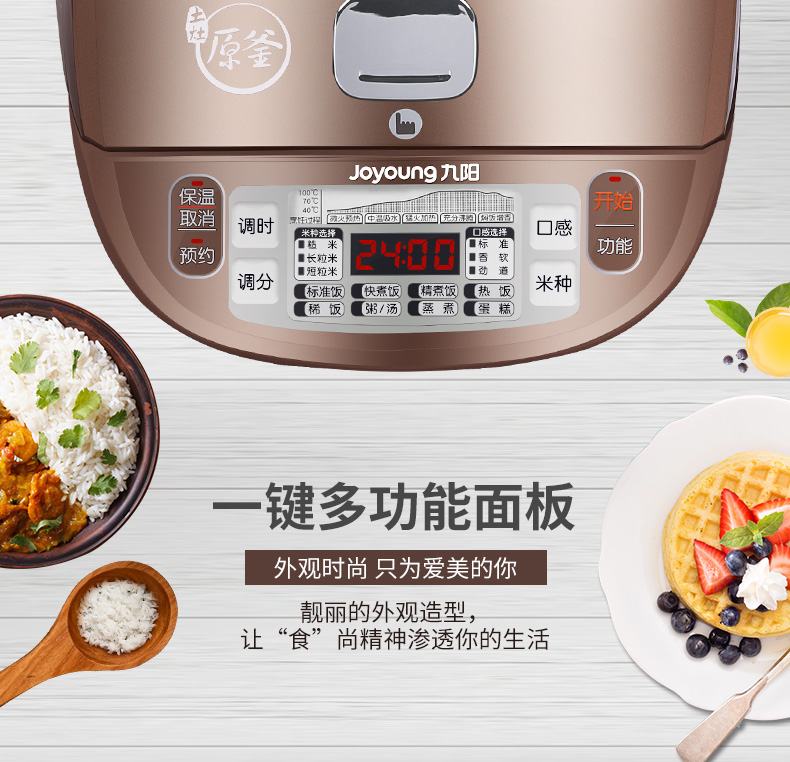 土灶
原釜
Joyoung 九阳
保温
取消
预约
调时
调分
100℃
70℃
40℃
烹饪过程 微火预热 中温吸水 猛火加热 充分沸腾 焖饭增香
米种选择
糙 米
长粒米
短粒米
24:00
口感选择
标 准
香 软
劲 道
标准饭 快煮饭 精煮饭 热 饭
稀 饭 粥/汤 蒸 煮 蛋 糕
口感
米种
开始
功能
一键多功能面板
外观时尚 只为爱美的你
靓丽的外观造型，
让“食”尚精神渗透你的生活